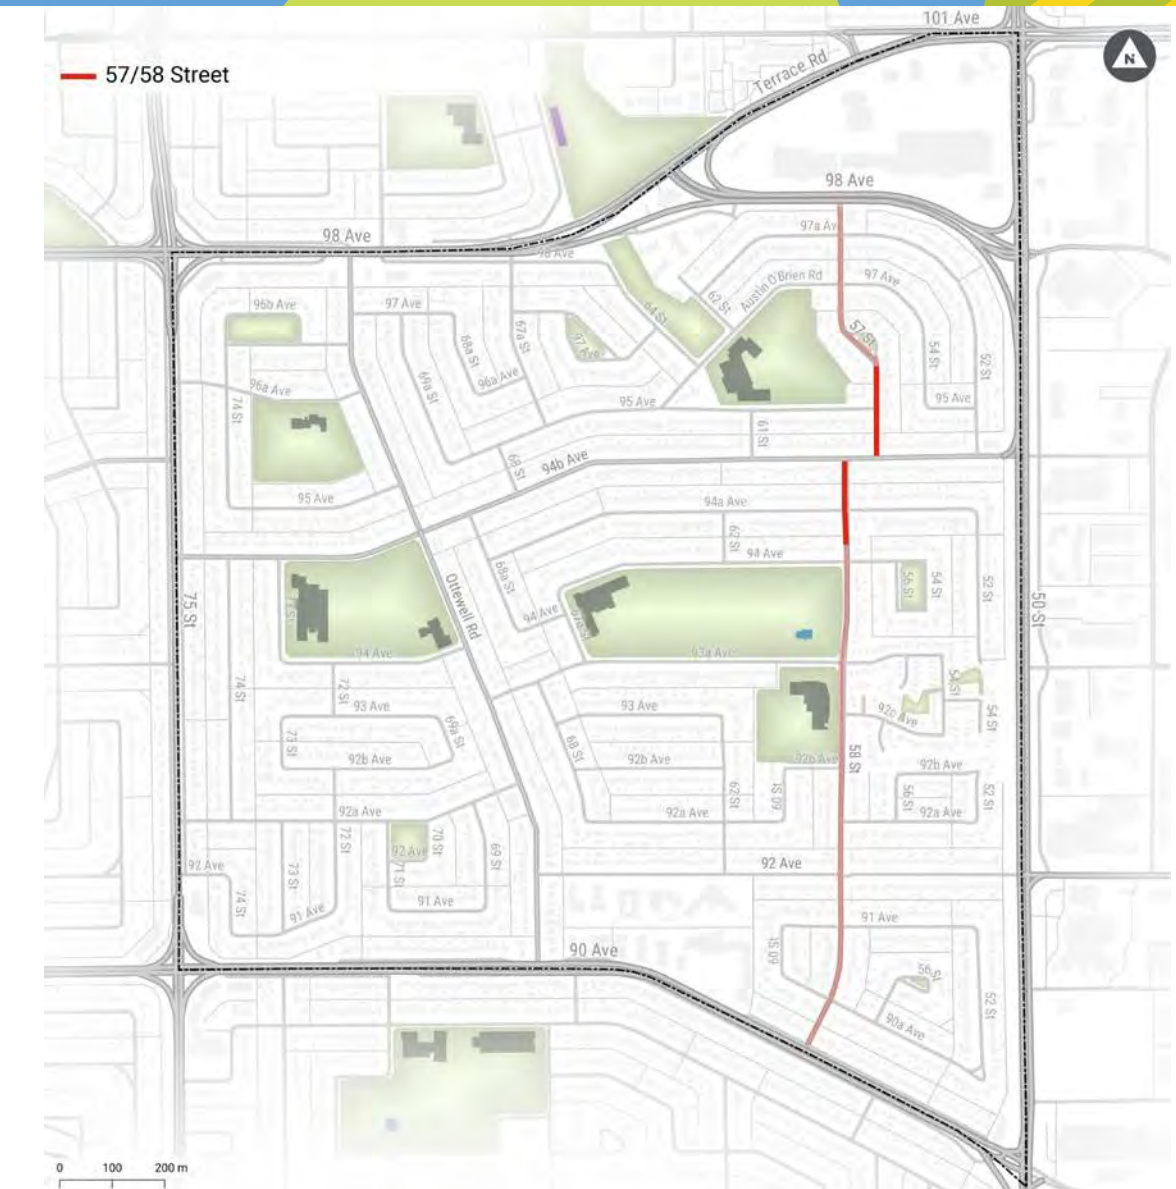 101 Ave
N
Terrace Rd
57/58 Street
98 Ave
97a Av
98 Ave
98 Ave
Austin O'Brien Rd
97 Ave
62 St
96b Ave
97 Ave
64 St
67a St
68a St
97 Ave
57 St
54 St
52 St
96a Ave
96a Ave
69a St
74 St
95 Ave
95 Ave
61 St
94b Ave
68 St
95 Ave
94a Ave
62 St
94 Ave
68a St
56 St
54 St
52 St
75 St
Ottewell Rd
50 St
94 Ave
94 Ave
93a Ave
74 St
72 St
54 St
93 Ave
93 Ave
92c Ave
54 St
73 St
69a St
68 St
92b Ave
92b Ave
92b Ave
58 St
92b Ave
62 St
60 St
56 St
52 St
92a Ave
92a Ave
92a Ave
72 St
92 Ave
70 St
69 St
92 Ave
92 Ave
73 St
71 St
74 St
91 Ave
91 Ave
91 Ave
90 Ave
60 St
56 St
52 St
90a Ave
0 100 200 m